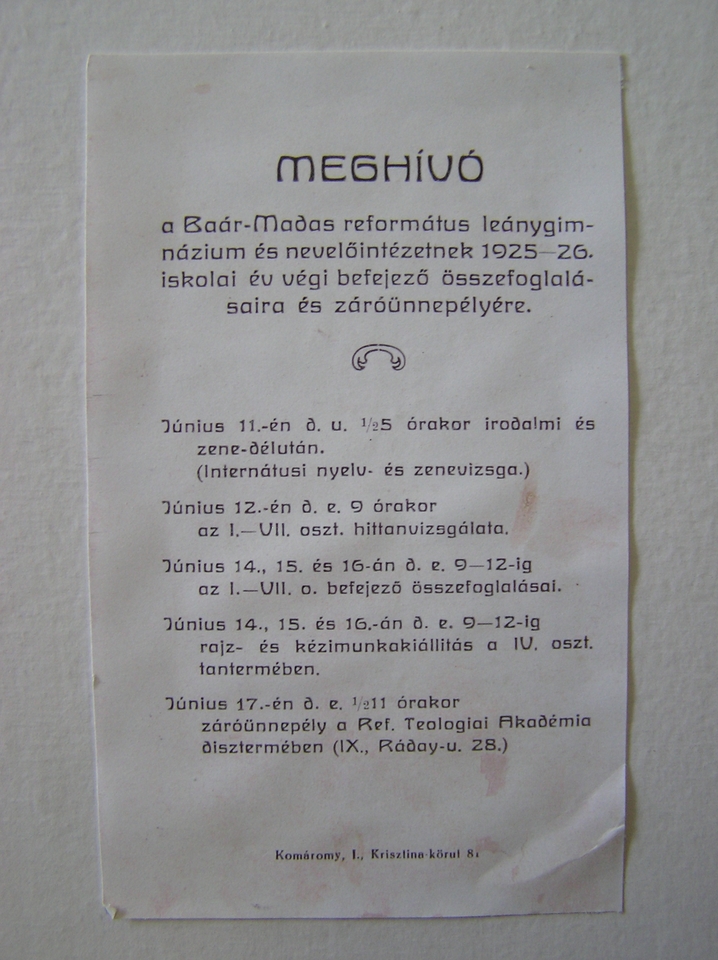 MEGHÍVÓ
a Baár-Madas református leánygim-
názium és nevelőintézetnek 1925—26.
iskolai év végi befejező összefoglalá-
saira és záróünnepélyére.
Június 11.-én d. u. 1/25 órakor irodalmi és
zene-délután.
(Internátusi nyelv- és zenevizsga.)
Június 12.-én d. e. 9 órakor
az I.—VII. oszt. hittanvizsgálata.
Június 14., 15. és 16-án d. e. 9—12-ig
az I.—VII. o. befejező összefoglalásai.
Június 14., 15. és 16.-án d. e. 9—12-ig
rajz- és kézimunkakiállitás a IV. oszt.
tantermében.
Június 17.-én d. e. 1/211 órakor
záróünnepély a Ref. Teologiai Akadémia
disztermében (IX., Ráday-u. 28.)
Komáromy, I., Krisztina-körut 81